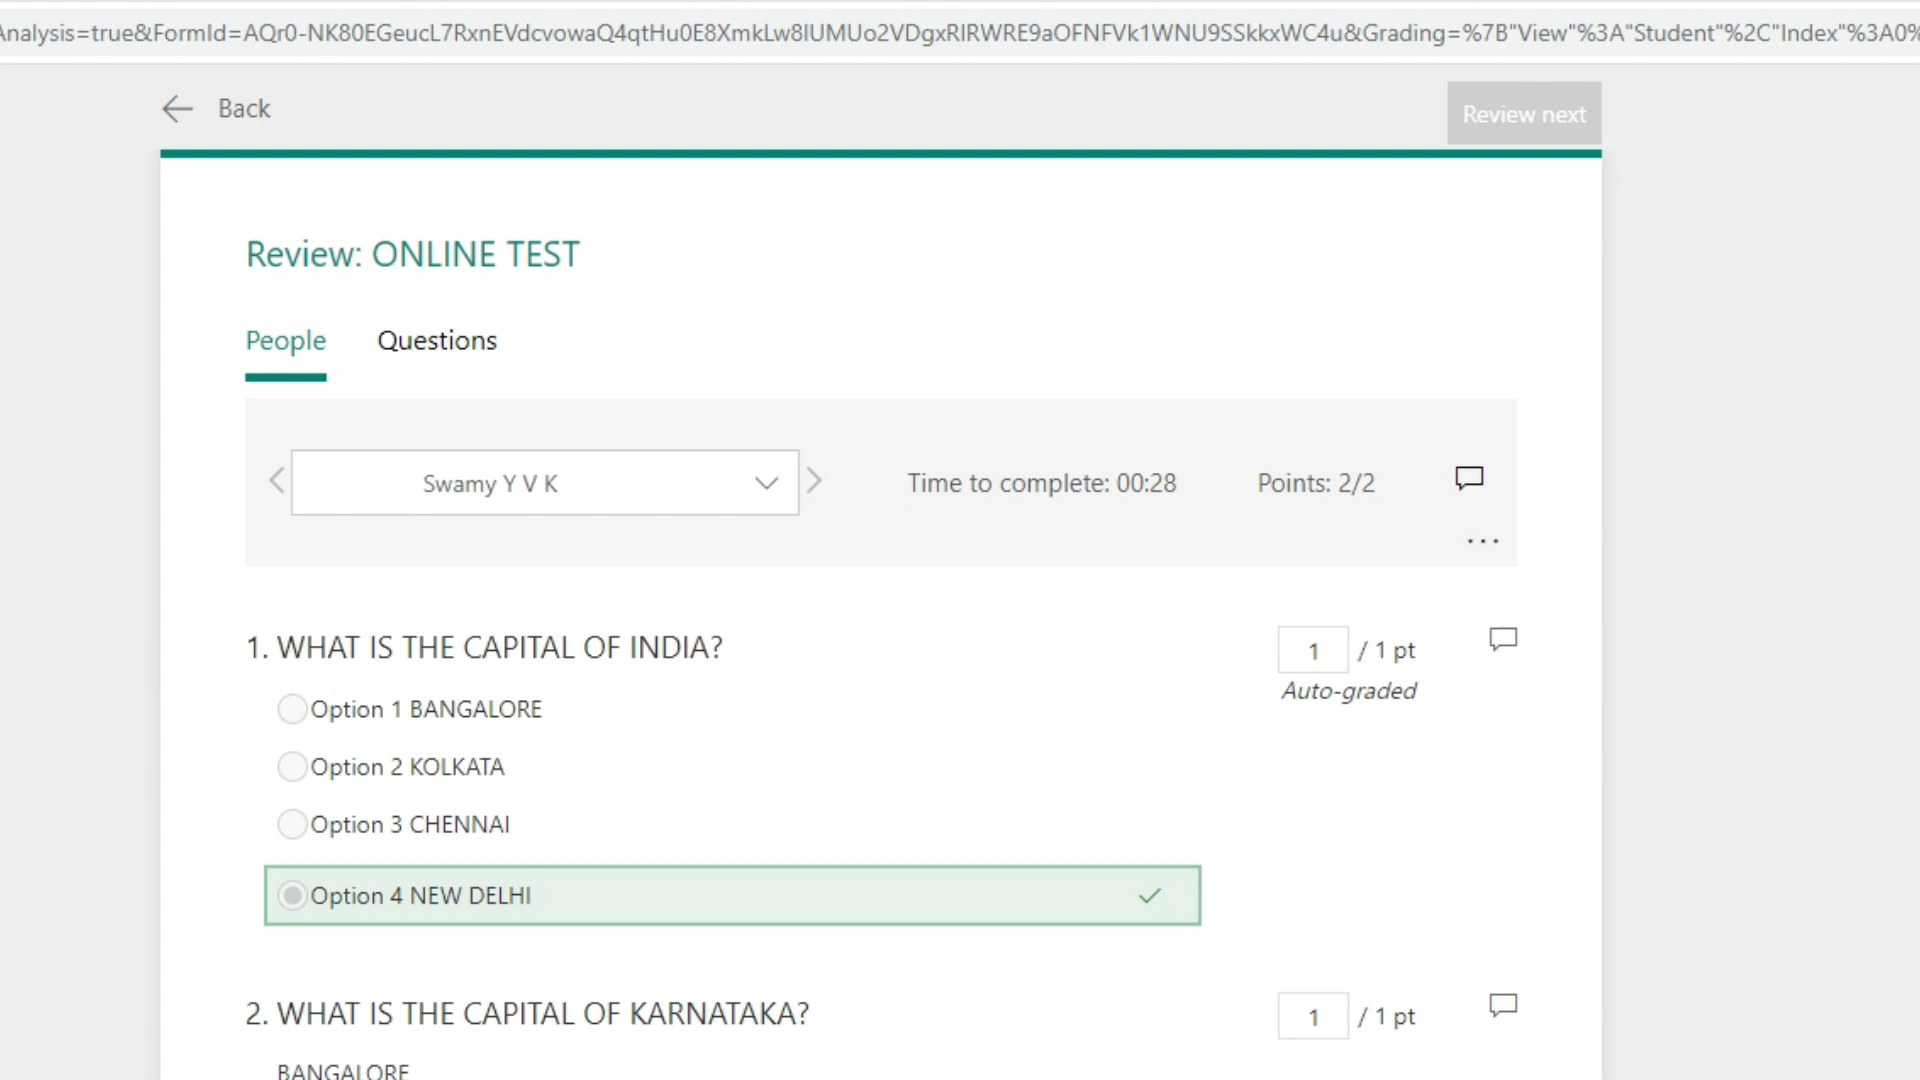 Analysis=true&FormId=AQr0-NK80EGeucL7RxnEVdcvowaQ4qtHu0E8XmkLw8IUMUo2VDgxRlRWRE9aOFNFVk1WNU9SSkkxWC4u&Grading=%7B"View"%3A"Student"%2C"Index"%3A0%
Back
Review next
Review: ONLINE TEST
People Questions
Swamy Y V K Time to complete: 00:28 Points: 2/2
...
1. WHAT IS THE CAPITAL OF INDIA? 1 / 1 pt
Auto-graded
Option 1 BANGALORE
Option 2 KOLKATA
Option 3 CHENNAI
Option 4 NEW DELHI
2. WHAT IS THE CAPITAL OF KARNATAKA? 1 / 1 pt
BANGALORE